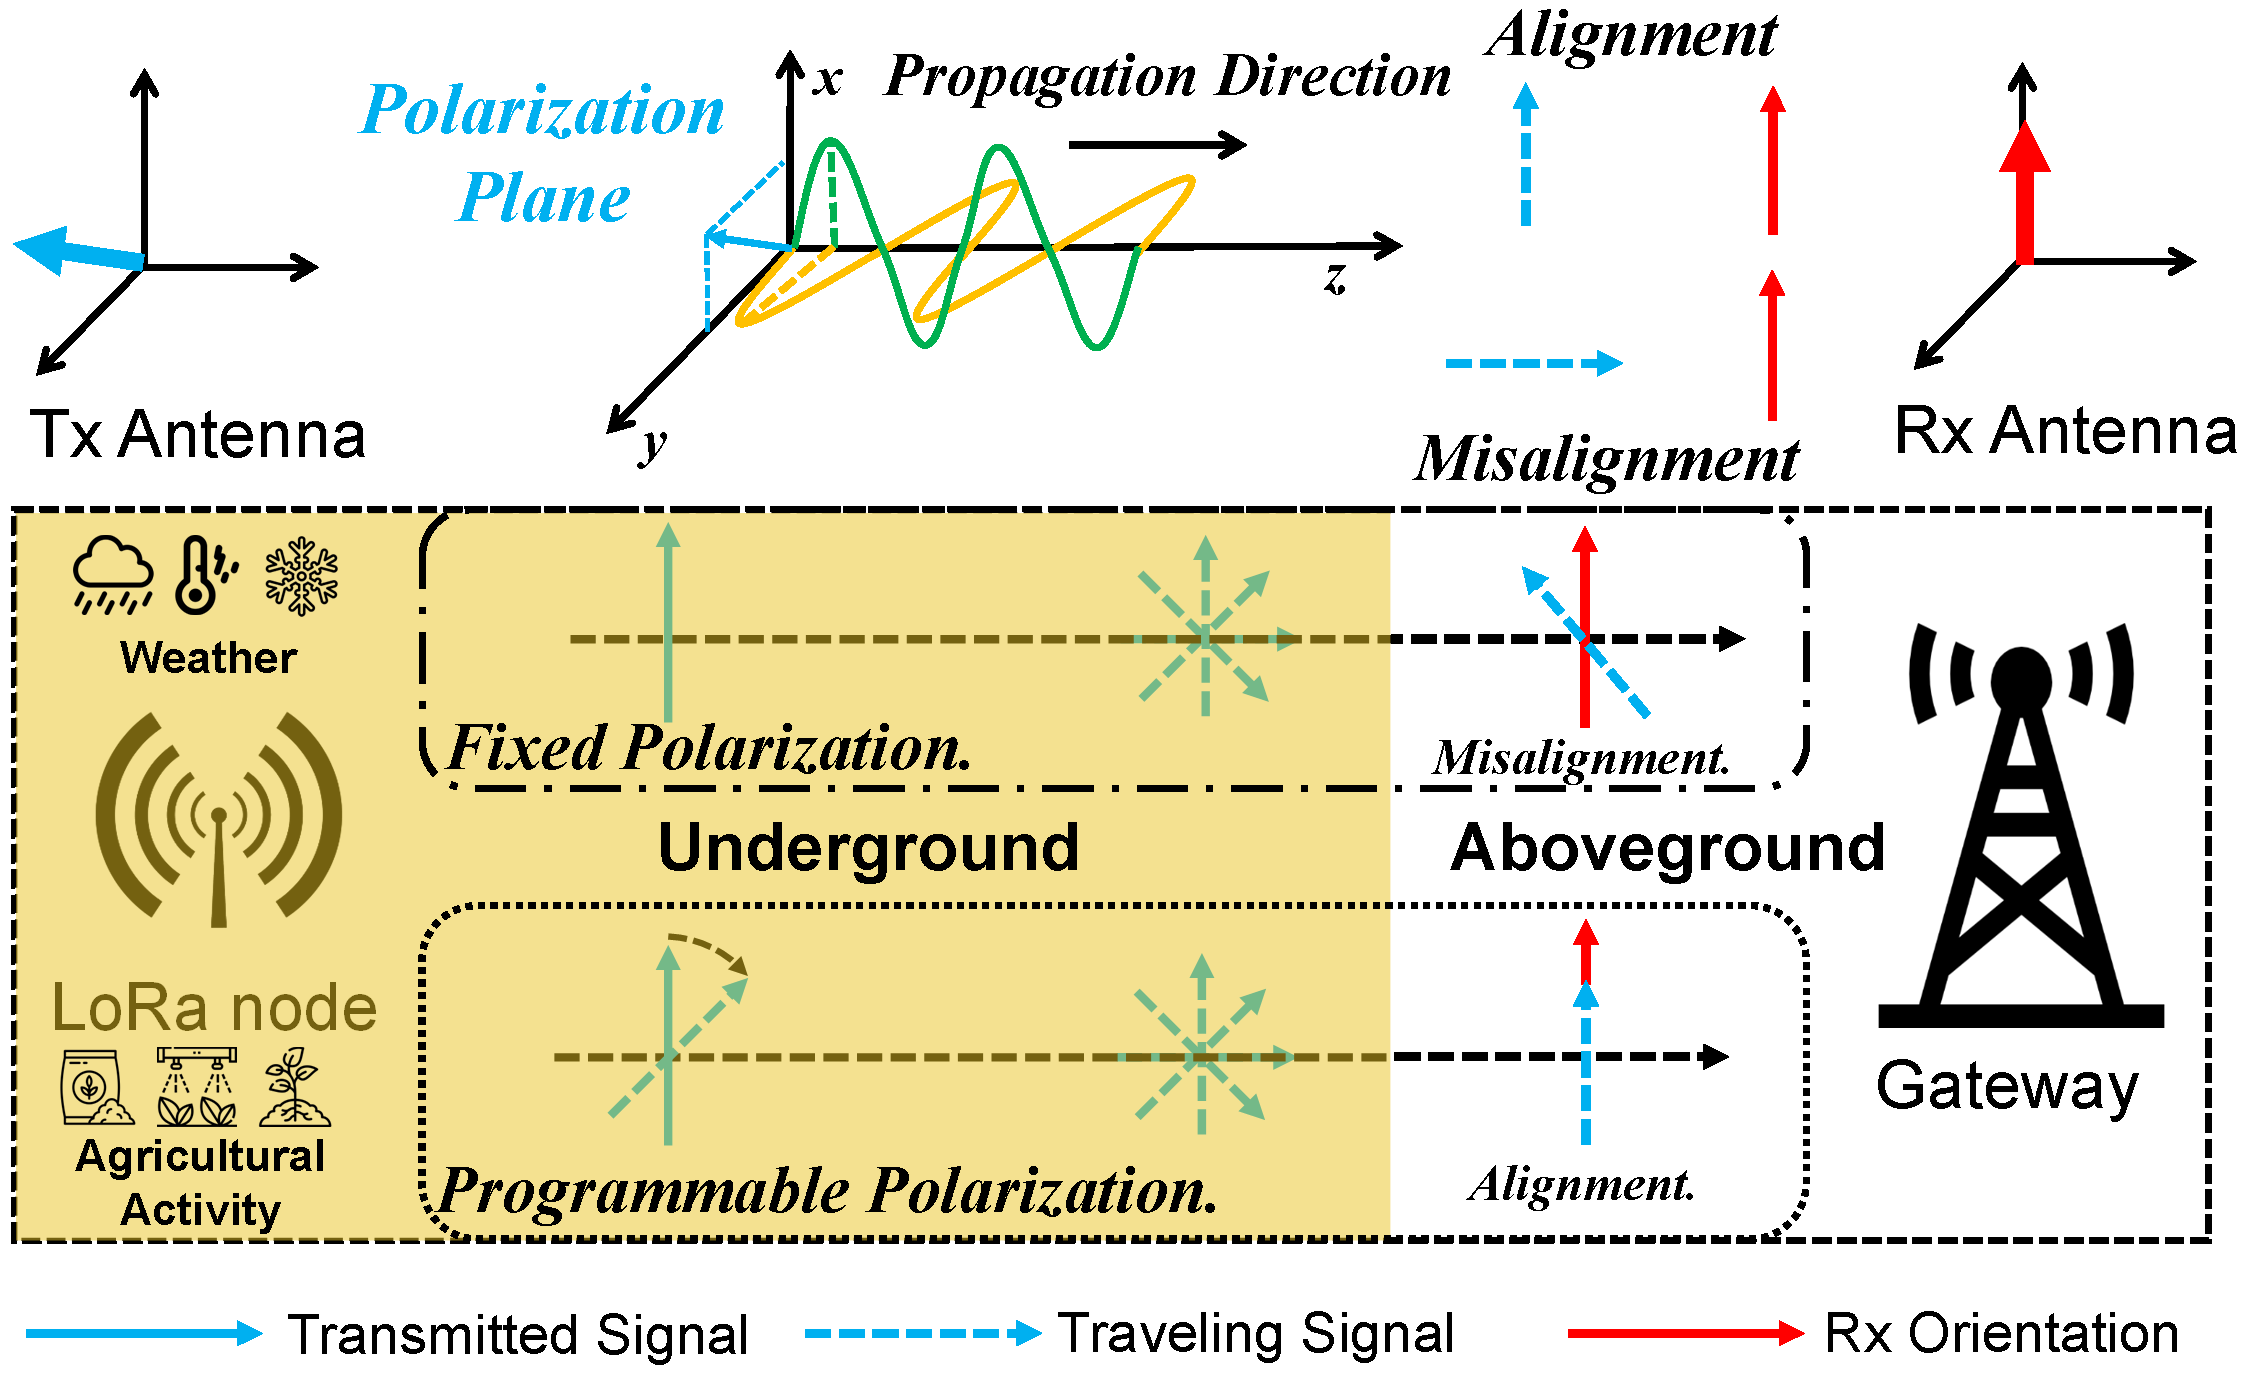 Alignment
Polarization
Plane
x
Propagation Direction
z
y
Tx Antenna
Misalignment
Rx Antenna
Weather
Fixed Polarization.
Misalignment.
Underground
Aboveground
LoRa node
Gateway
Agricultural
Activity
Programmable Polarization.
Alignment.
Transmitted Signal
Traveling Signal
Rx Orientation